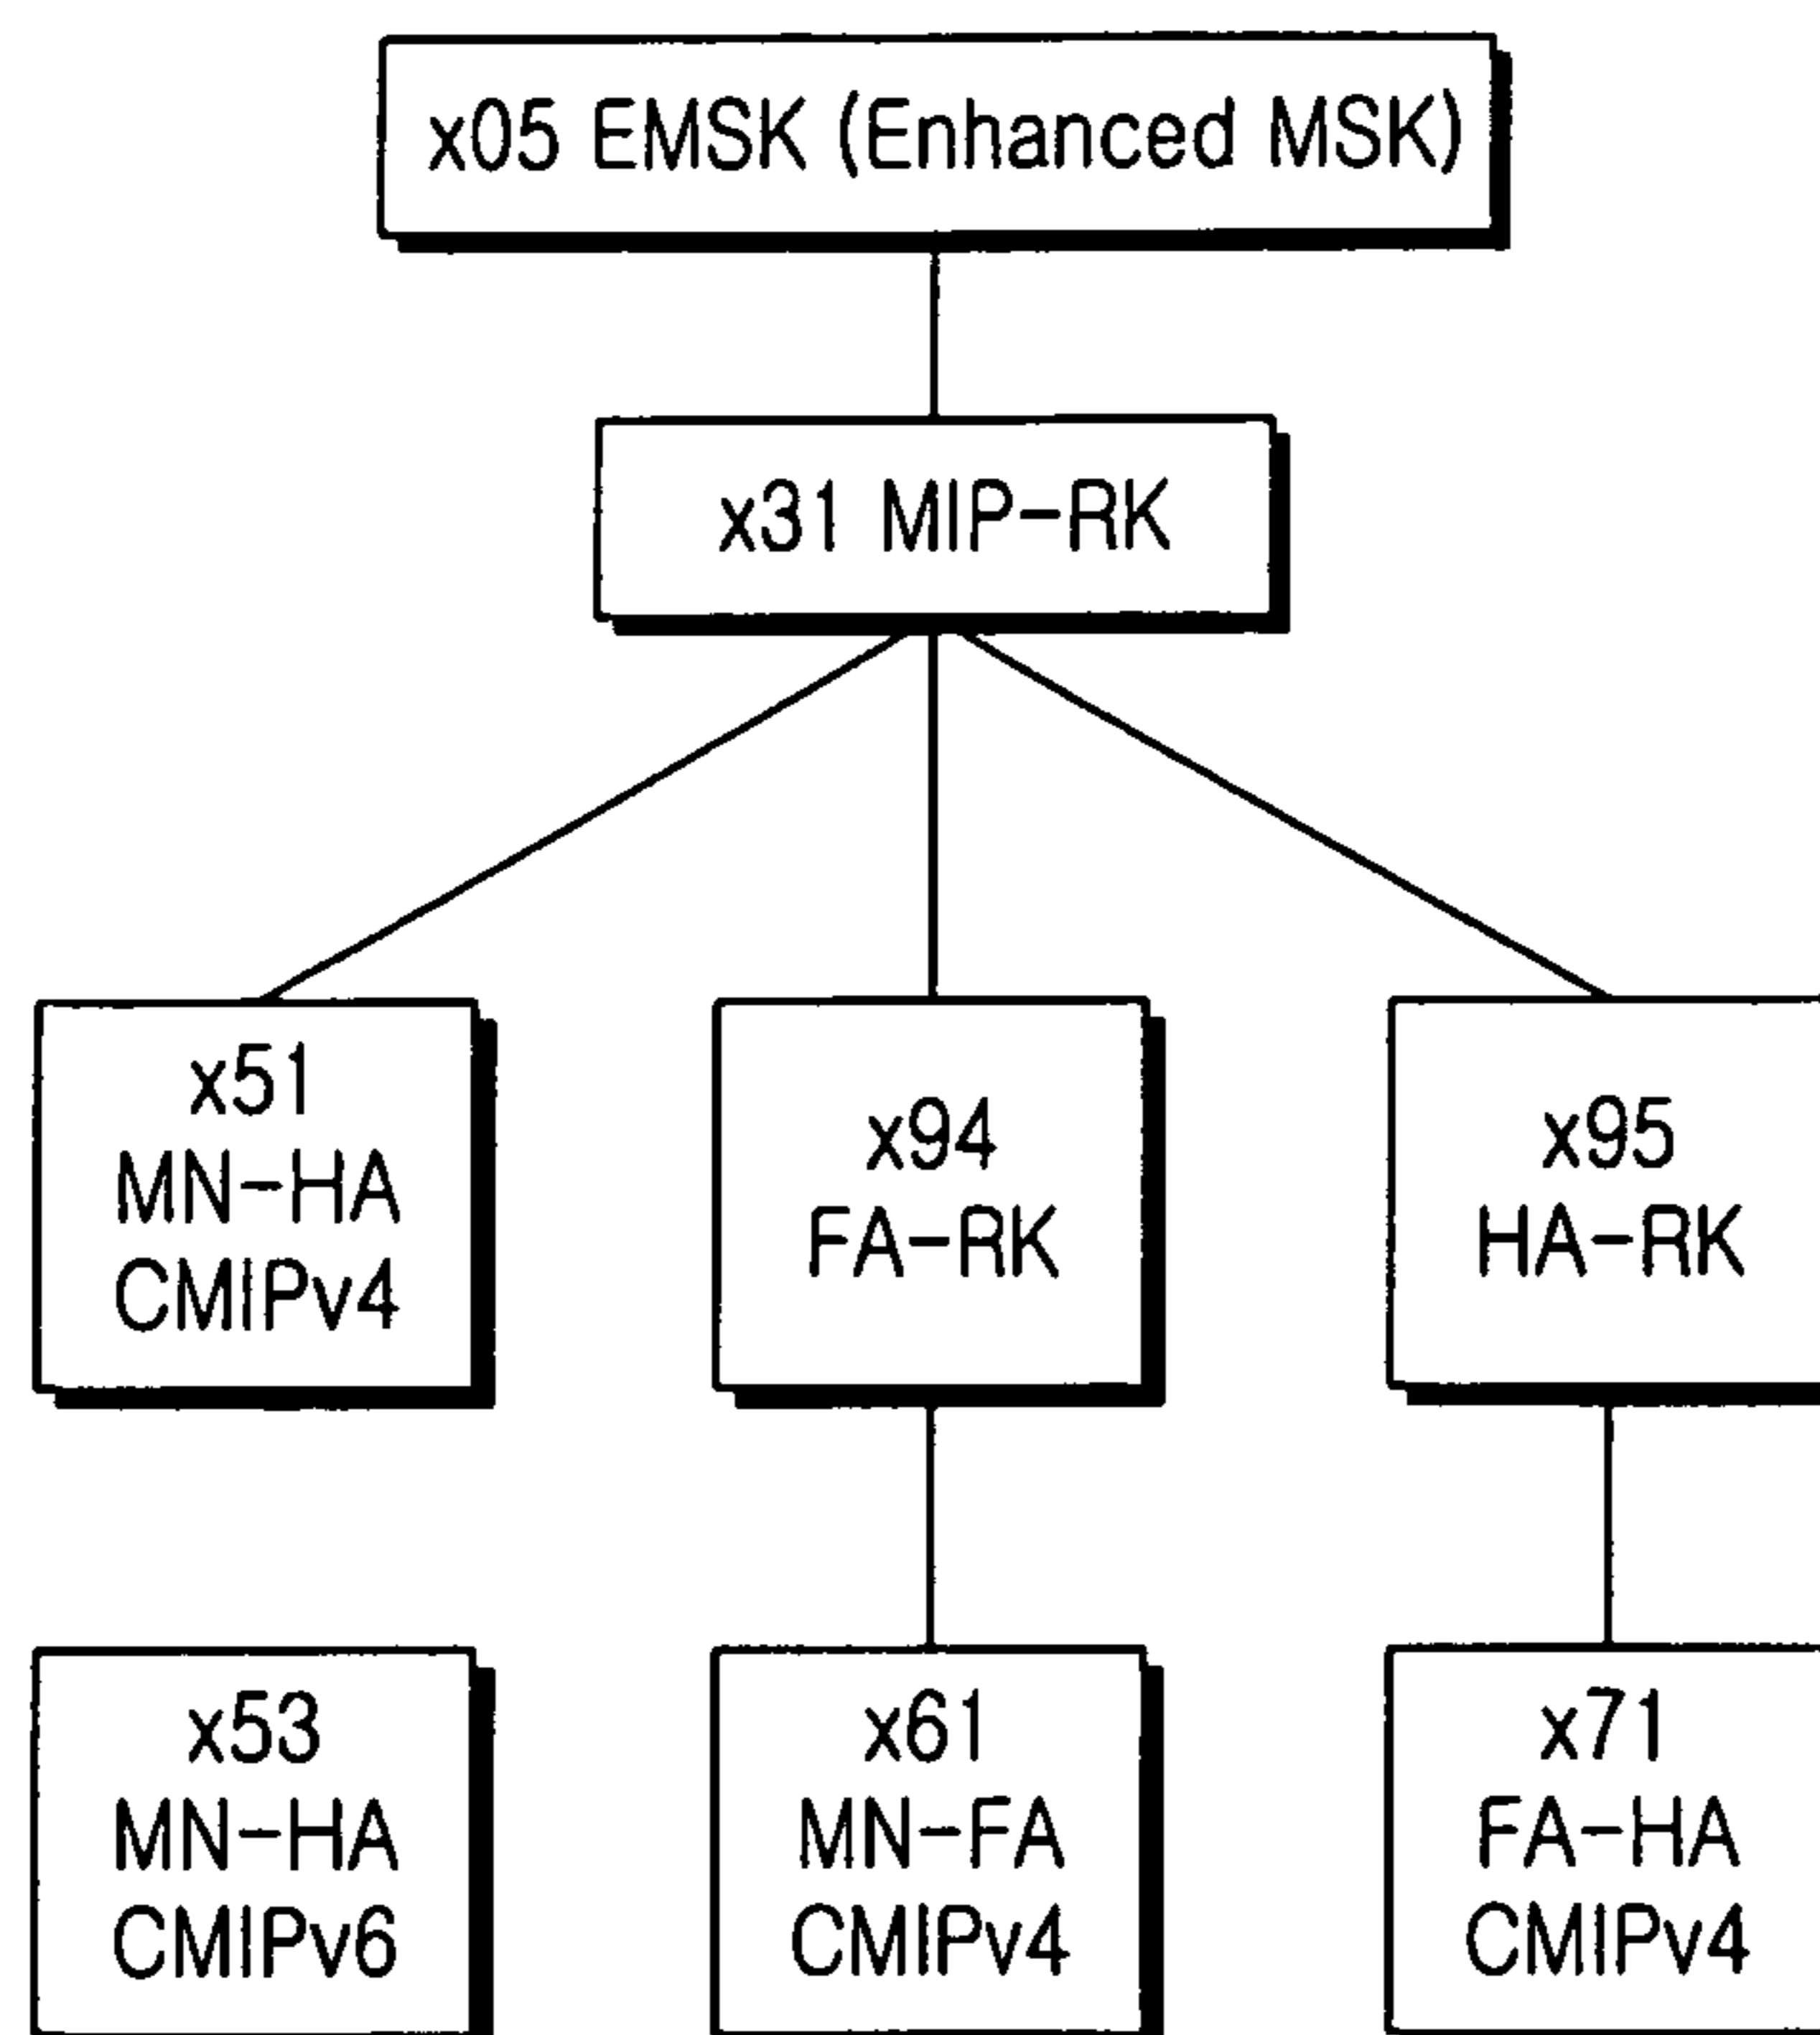 x05 EMSK (Enhanced MSK)
x31 MIP-RK
x51
MN-HA
CMIPv4
x94
FA-RK
x95
HA-RK
x53
MN-HA
CMIPv6
x61
MN-FA
CMIPv4
x71
FA-HA
CMIPv4